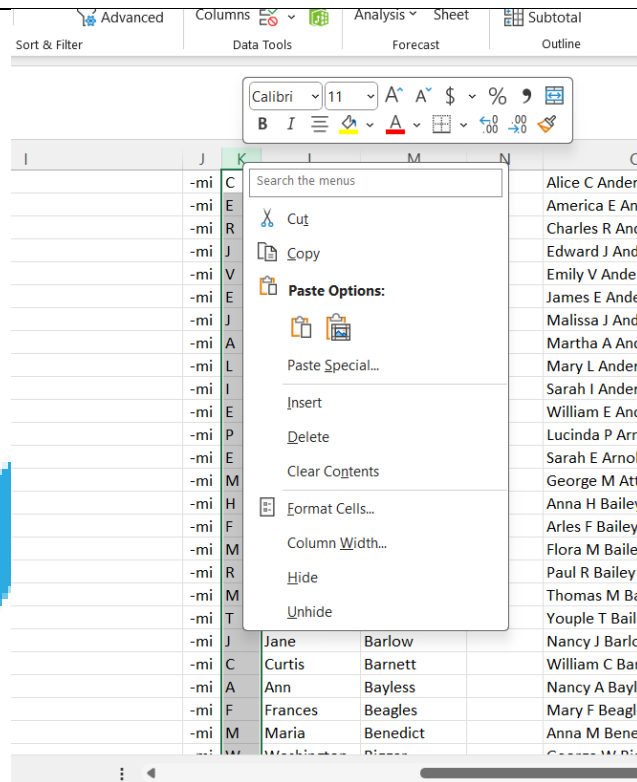 Advanced Columns Analysis Sheet Subtotal
Sort & Filter Data Tools Forecast Outline
Calibri 11 A^ A˅ $ % 9
B I A .00 .00
I J K L M N
Search the menus
Cut
Copy
Paste Options:
Paste Special...
Insert
Delete
Clear Contents
Format Cells...
Column Width...
Hide
Unhide
-mi C Alice C Ander
-mi E America E An
-mi R Charles R And
-mi J Edward J And
-mi V Emily V Ande
-mi E James E Ande
-mi J Malissa J And
-mi A Martha A And
-mi L Mary L Ander
-mi I Sarah I Ander
-mi E William E And
-mi P Lucinda P Arn
-mi E Sarah E Arnol
-mi M George M Att
-mi H Anna H Bailey
-mi F Arles F Bailey
-mi M Flora M Baile
-mi R Paul R Bailey
-mi M Thomas M Ba
-mi T Youple T Bail
-mi J Jane Barlow Nancy J Barlo
-mi C Curtis Barnett William C Bar
-mi A Ann Bayless Nancy A Bayl
-mi F Frances Beagles Mary F Beagl
-mi M Maria Benedict Anna M Bene